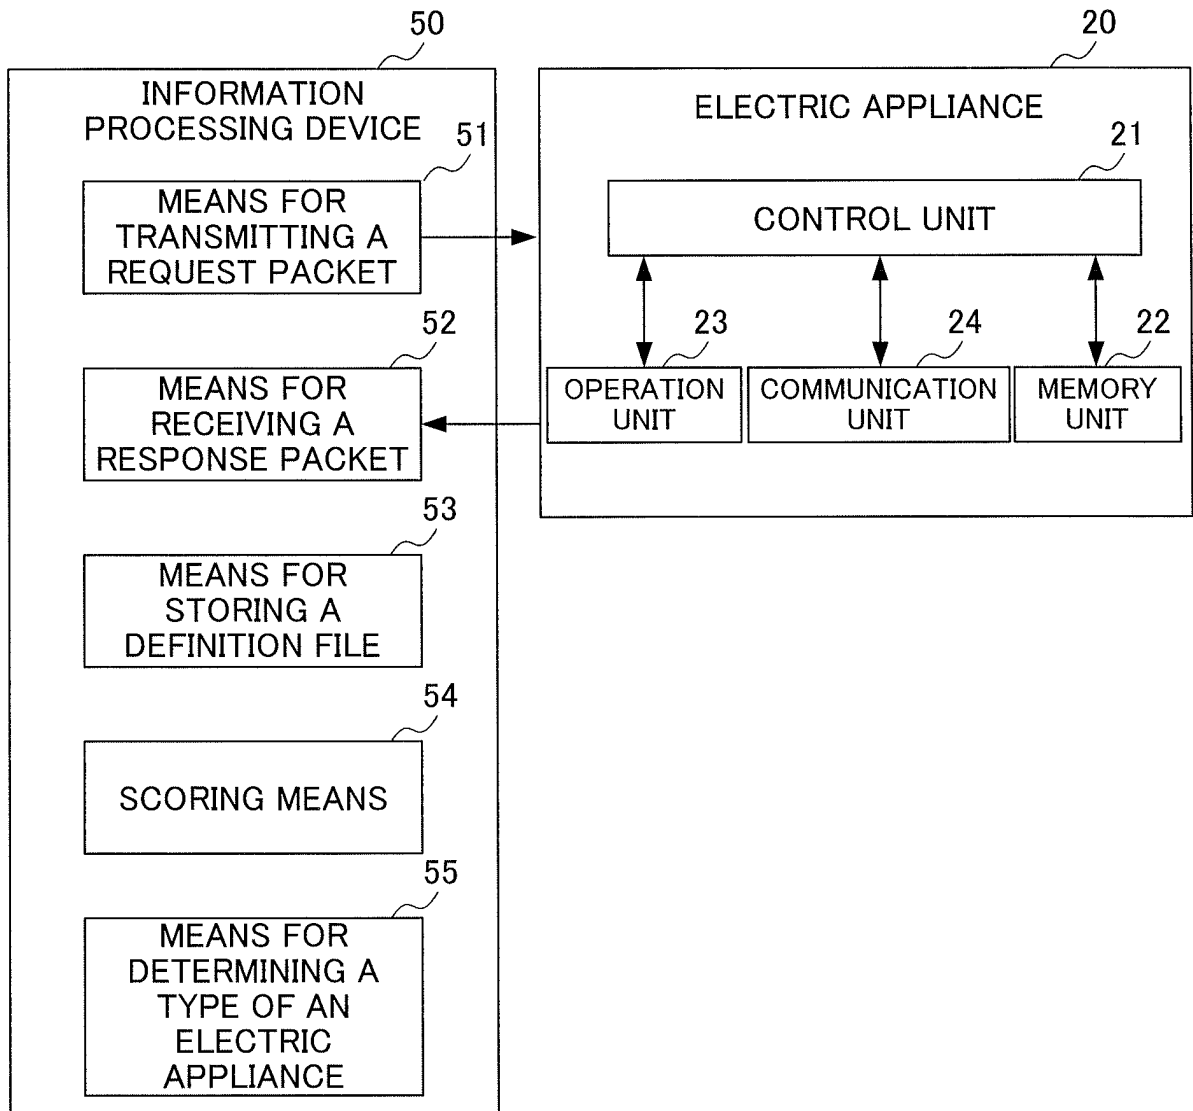 50
INFORMATION
PROCESSING DEVICE
51
MEANS FOR
TRANSMITTING A
REQUEST PACKET
52
MEANS FOR
RECEIVING A
RESPONSE PACKET
53
MEANS FOR
STORING A
DEFINITION FILE
54
SCORING MEANS
55
MEANS FOR
DETERMINING A
TYPE OF AN
ELECTRIC
APPLIANCE
20
ELECTRIC APPLIANCE
21
CONTROL UNIT
23
OPERATION
UNIT
24
COMMUNICATION
UNIT
22
MEMORY
UNIT